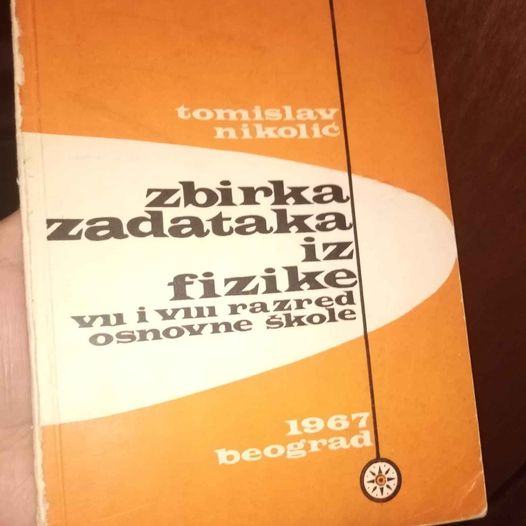 tomislav
nikolić
zbirka
zadataka
iz
fizike
VII i VIII razred
osnovne škole
1967
beograd